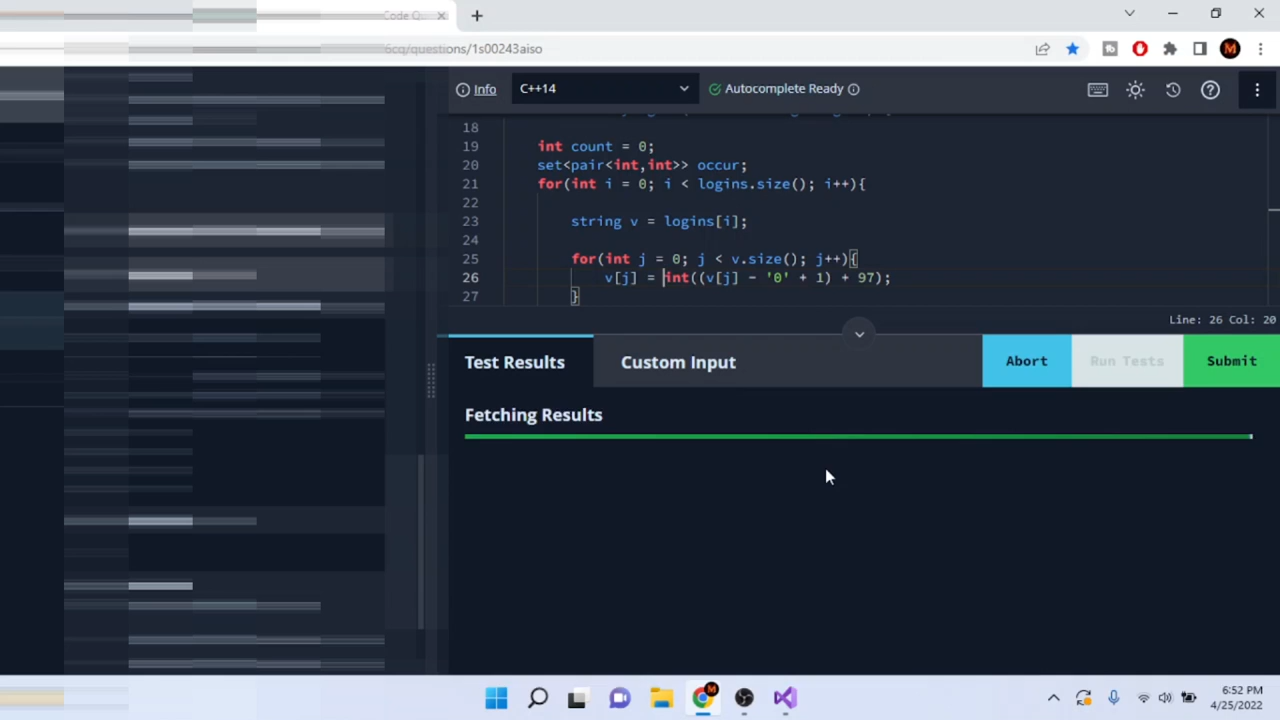 Code Q
6cq/questions/1s00243aiso
Info
C++14
Autocomplete Ready
18
19 int count = 0;
20 set<pair<int,int>> occur;
21 for(int i = 0; i < logins.size(); i++){
22
23 string v = logins[i];
24
25 for(int j = 0; j < v.size(); j++){
26 v[j] = int((v[j] - '0' + 1) + 97);
27 }
Line: 26 Col: 20
Test Results
Custom Input
Abort
Run Tests
Submit
Fetching Results
6:52 PM
4/25/2022